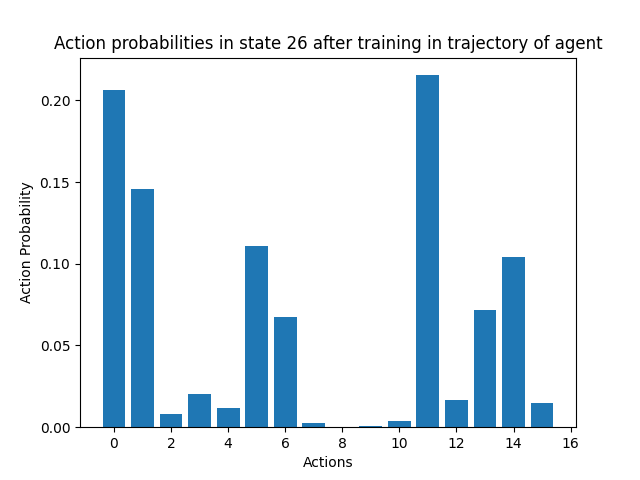 Action probabilities in state 26 after training in trajectory of agent
0.20
0.15
0.10
0.05
0.00
Action Probability
0 2 4 6 8 10 12 14 16
Actions